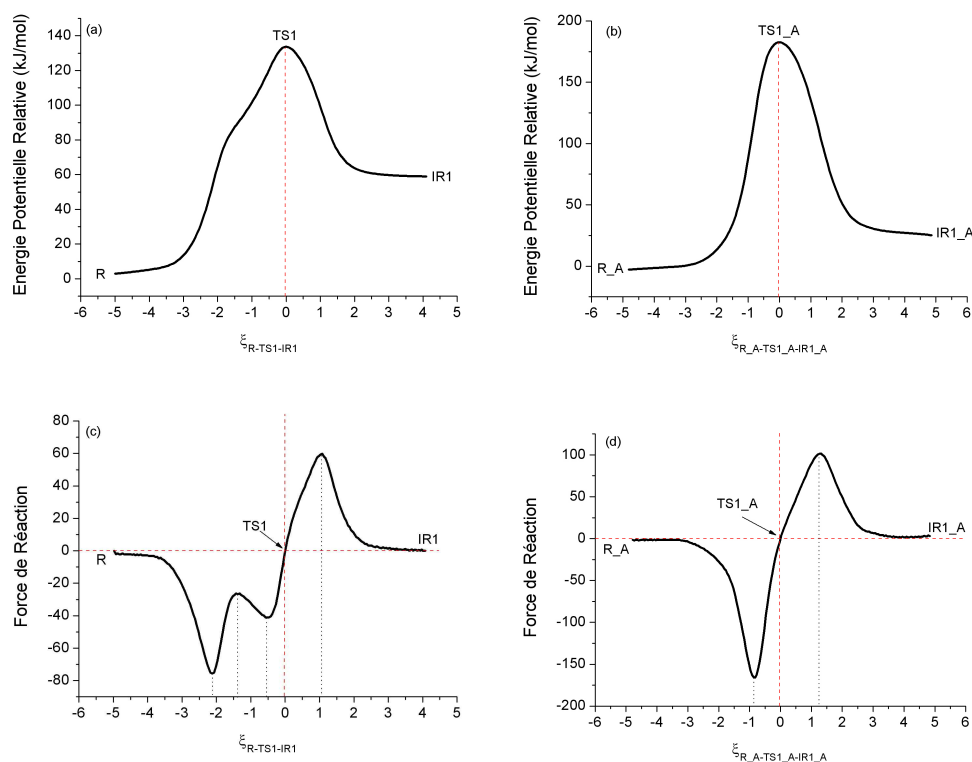 (a)
TS1
Energie Potentielle Relative (kJ/mol)
140
120
100
80
60
40
20
0
R
IR1
-6 -5 -4 -3 -2 -1 0 1 2 3 4 5
ξR-TS1-IR1
(b)
TS1_A
Energie Potentielle Relative (kJ/mol)
200
175
150
125
100
75
50
25
0
-25
R_A
IR1_A
-6 -5 -4 -3 -2 -1 0 1 2 3 4 5 6
ξR_A-TS1_A-IR1_A
(c)
Force de Réaction
80
60
40
20
0
-20
-40
-60
-80
TS1
R
IR1
-6 -5 -4 -3 -2 -1 0 1 2 3 4 5
ξR-TS1-IR1
(d)
Force de Réaction
100
50
0
-50
-100
-150
-200
TS1_A
R_A
IR1_A
-6 -5 -4 -3 -2 -1 0 1 2 3 4 5 6
ξR_A-TS1_A-IR1_A